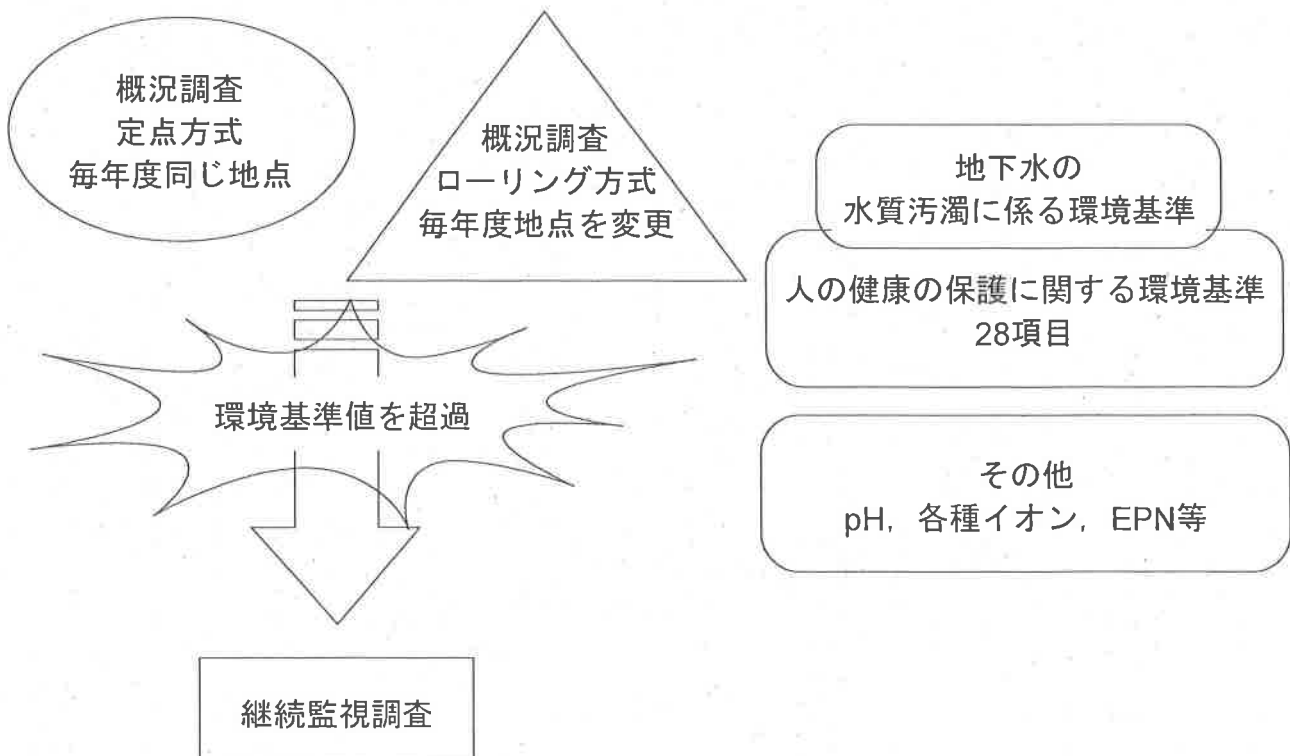 概況調査
定点方式
毎年度同じ地点
概況調査
ローリング方式
毎年度地点を変更
環境基準値を超過
継続監視調査
地下水の
水質汚濁に係る環境基準
人の健康の保護に関する環境基準
28項目
その他
pH，各種イオン，EPN等